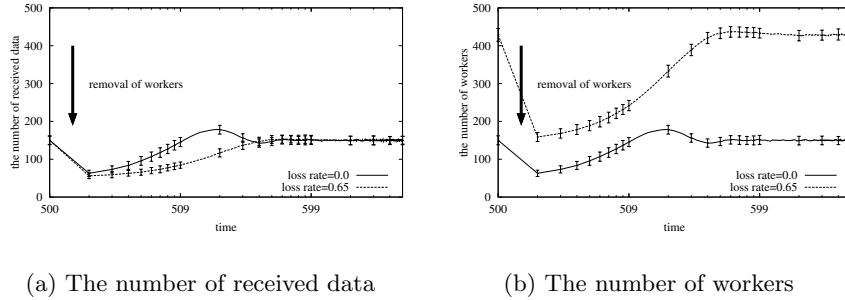 500
400
300
200
100
0
the number of received data
removal of workers
loss rate=0.0
loss rate=0.65
500
509
599
time
(a) The number of received data
500
400
300
200
100
0
the number of workers
removal of workers
loss rate=0.0
loss rate=0.65
500
509
599
time
(b) The number of workers